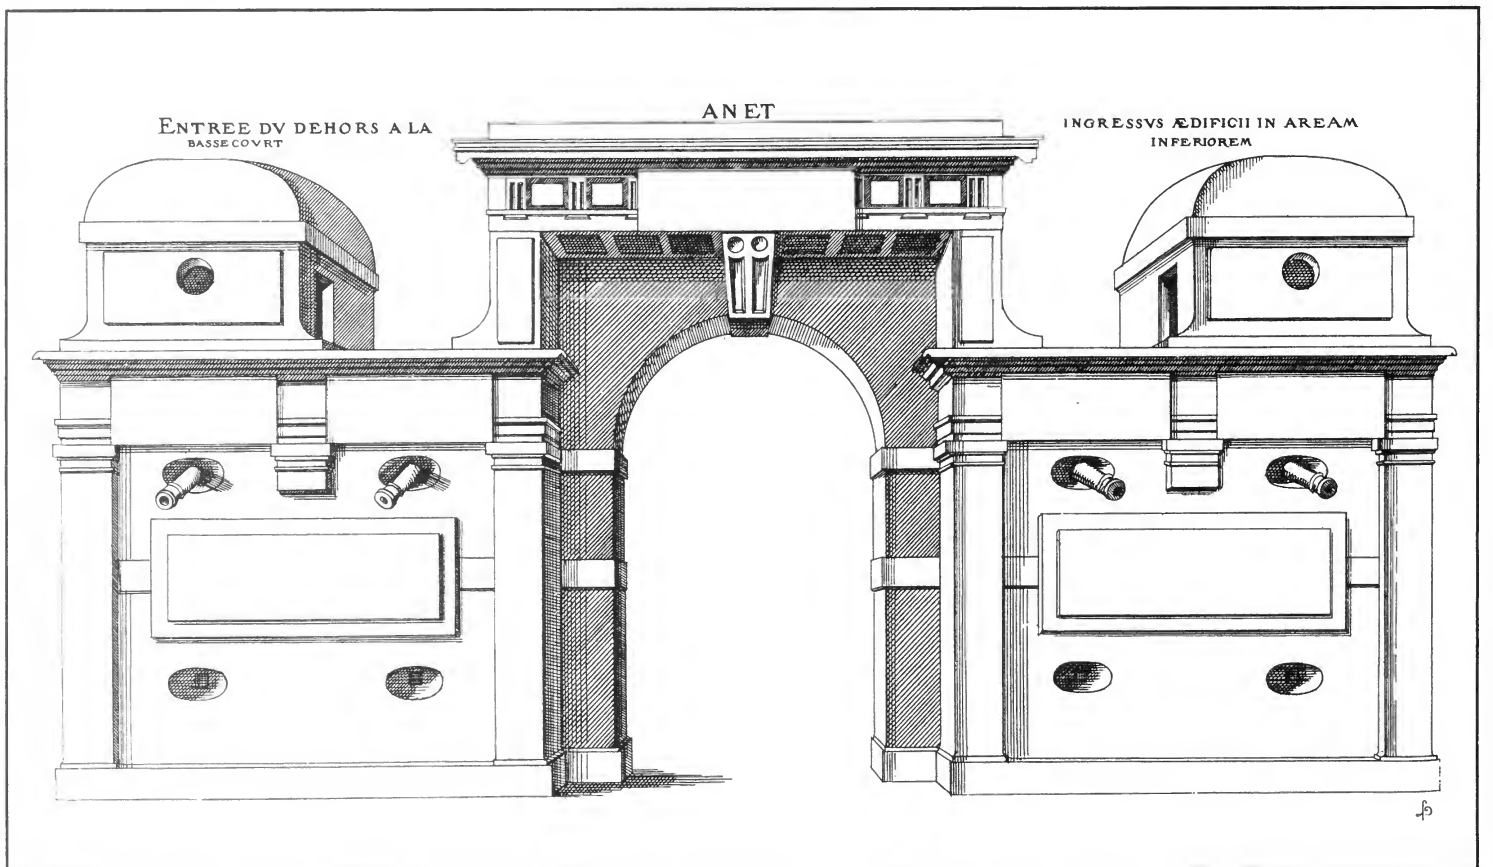 ANET
ENTREE DV DEHORS A LA
BASSECOVRT
INGRESSVS ÆDIFICII IN AREAM
INFERIOREM